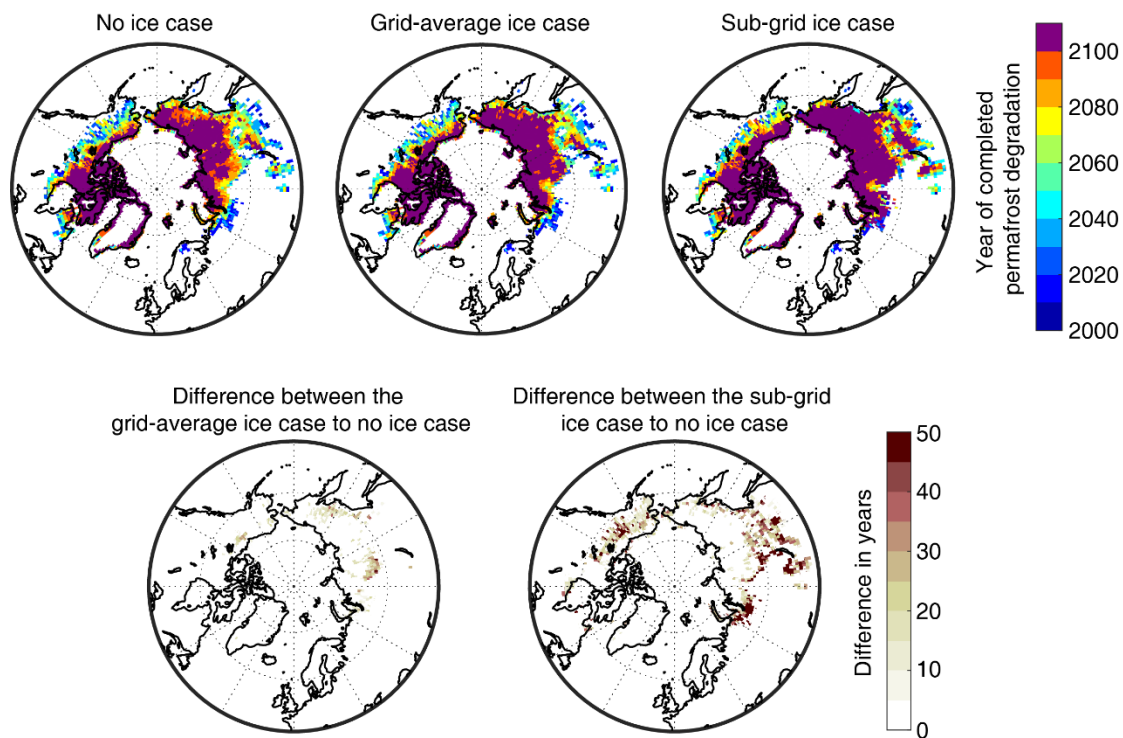 No ice case
Grid-average ice case
Sub-grid ice case
Year of completed
permafrost degradation
2100
2080
2060
2040
2020
2000
Difference between the
grid-average ice case to no ice case
Difference between the sub-grid
ice case to no ice case
Difference in years
50
40
30
20
10
0